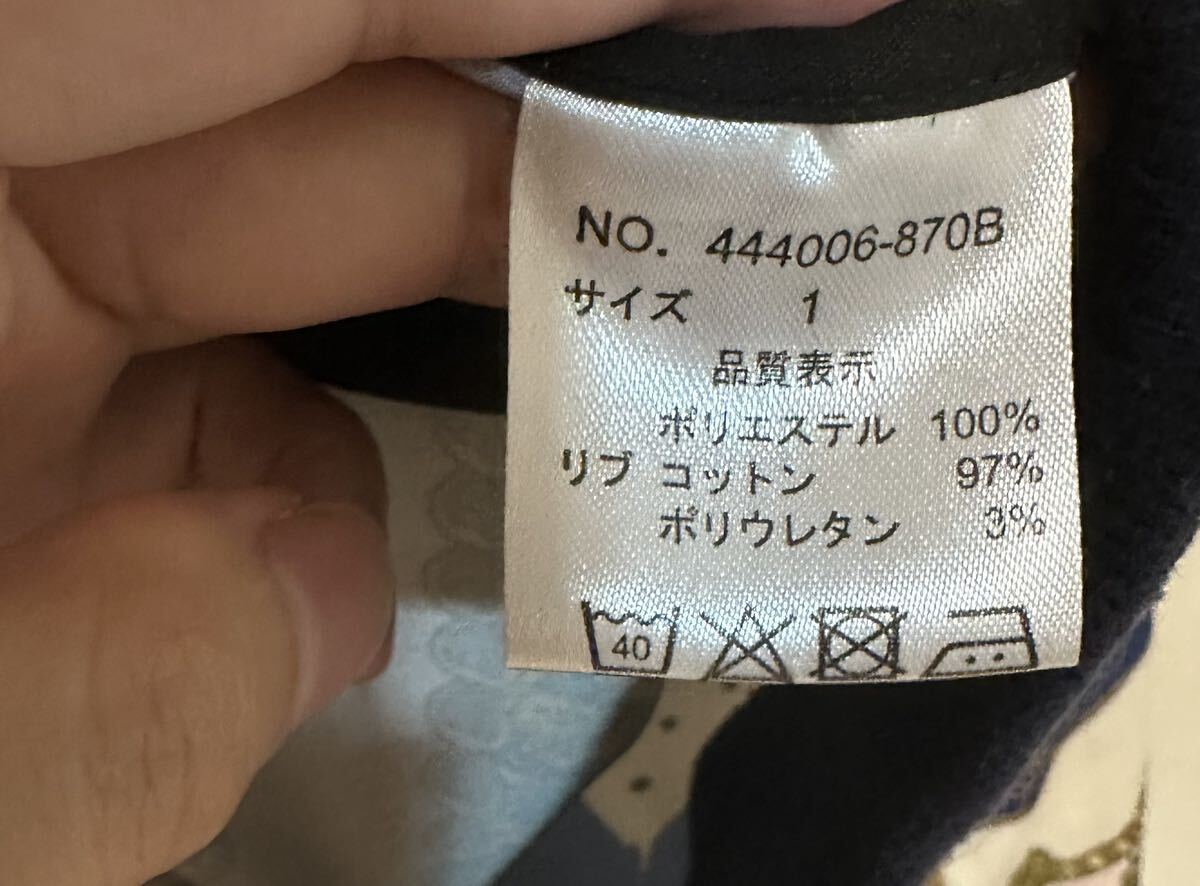 NO. 444006-870B
サイズ 1
品質表示
ポリエステル 100%
リブ コットン 97%
ポリウレタン 3%
40